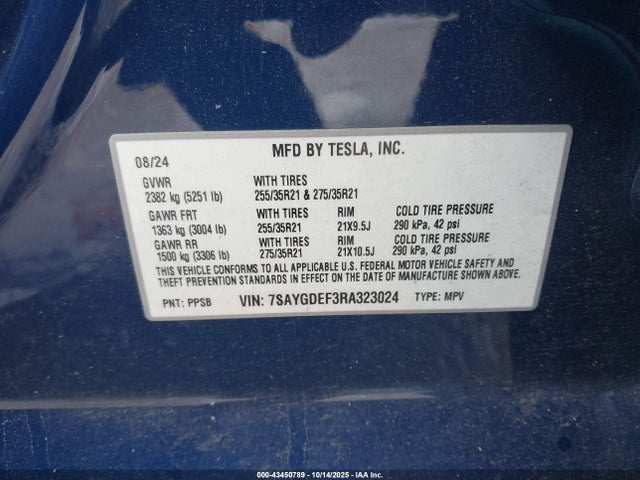 MFD BY TESLA, INC.
08/24
GVWR WITH TIRES
2382 kg (5251 lb) 255/35R21 & 275/35R21
GAWR FRT WITH TIRES RIM COLD TIRE PRESSURE
1363 kg (3004 lb) 255/35R21 21X9.5J 290 kPa, 42 psi
GAWR RR WITH TIRES RIM COLD TIRE PRESSURE
1500 kg (3306 lb) 275/35R21 21X10.5J 290 kPa, 42 psi
THIS VEHICLE CONFORMS TO ALL APPLICABLE U.S. FEDERAL MOTOR VEHICLE SAFETY AND
THEFT PREVENTION STANDARDS IN EFFECT ON THE DATE OF MANUFACTURE SHOWN ABOVE.
PNT: PPSB VIN: 7SAYGDEF3RA323024 TYPE: MPV
000-43450789 - 10/14/2025 - IAA Inc.